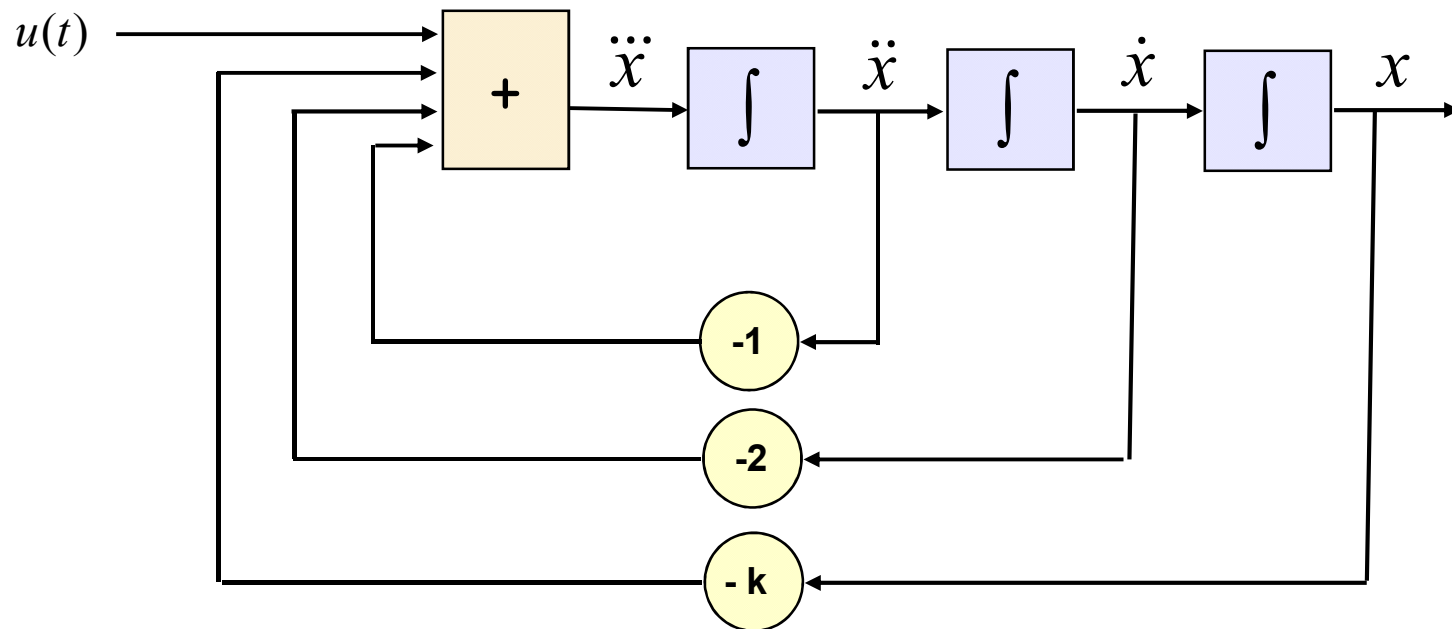 u(t)
+
x⃛
∫
ẍ
∫
ẋ
∫
x
-1
-2
- k